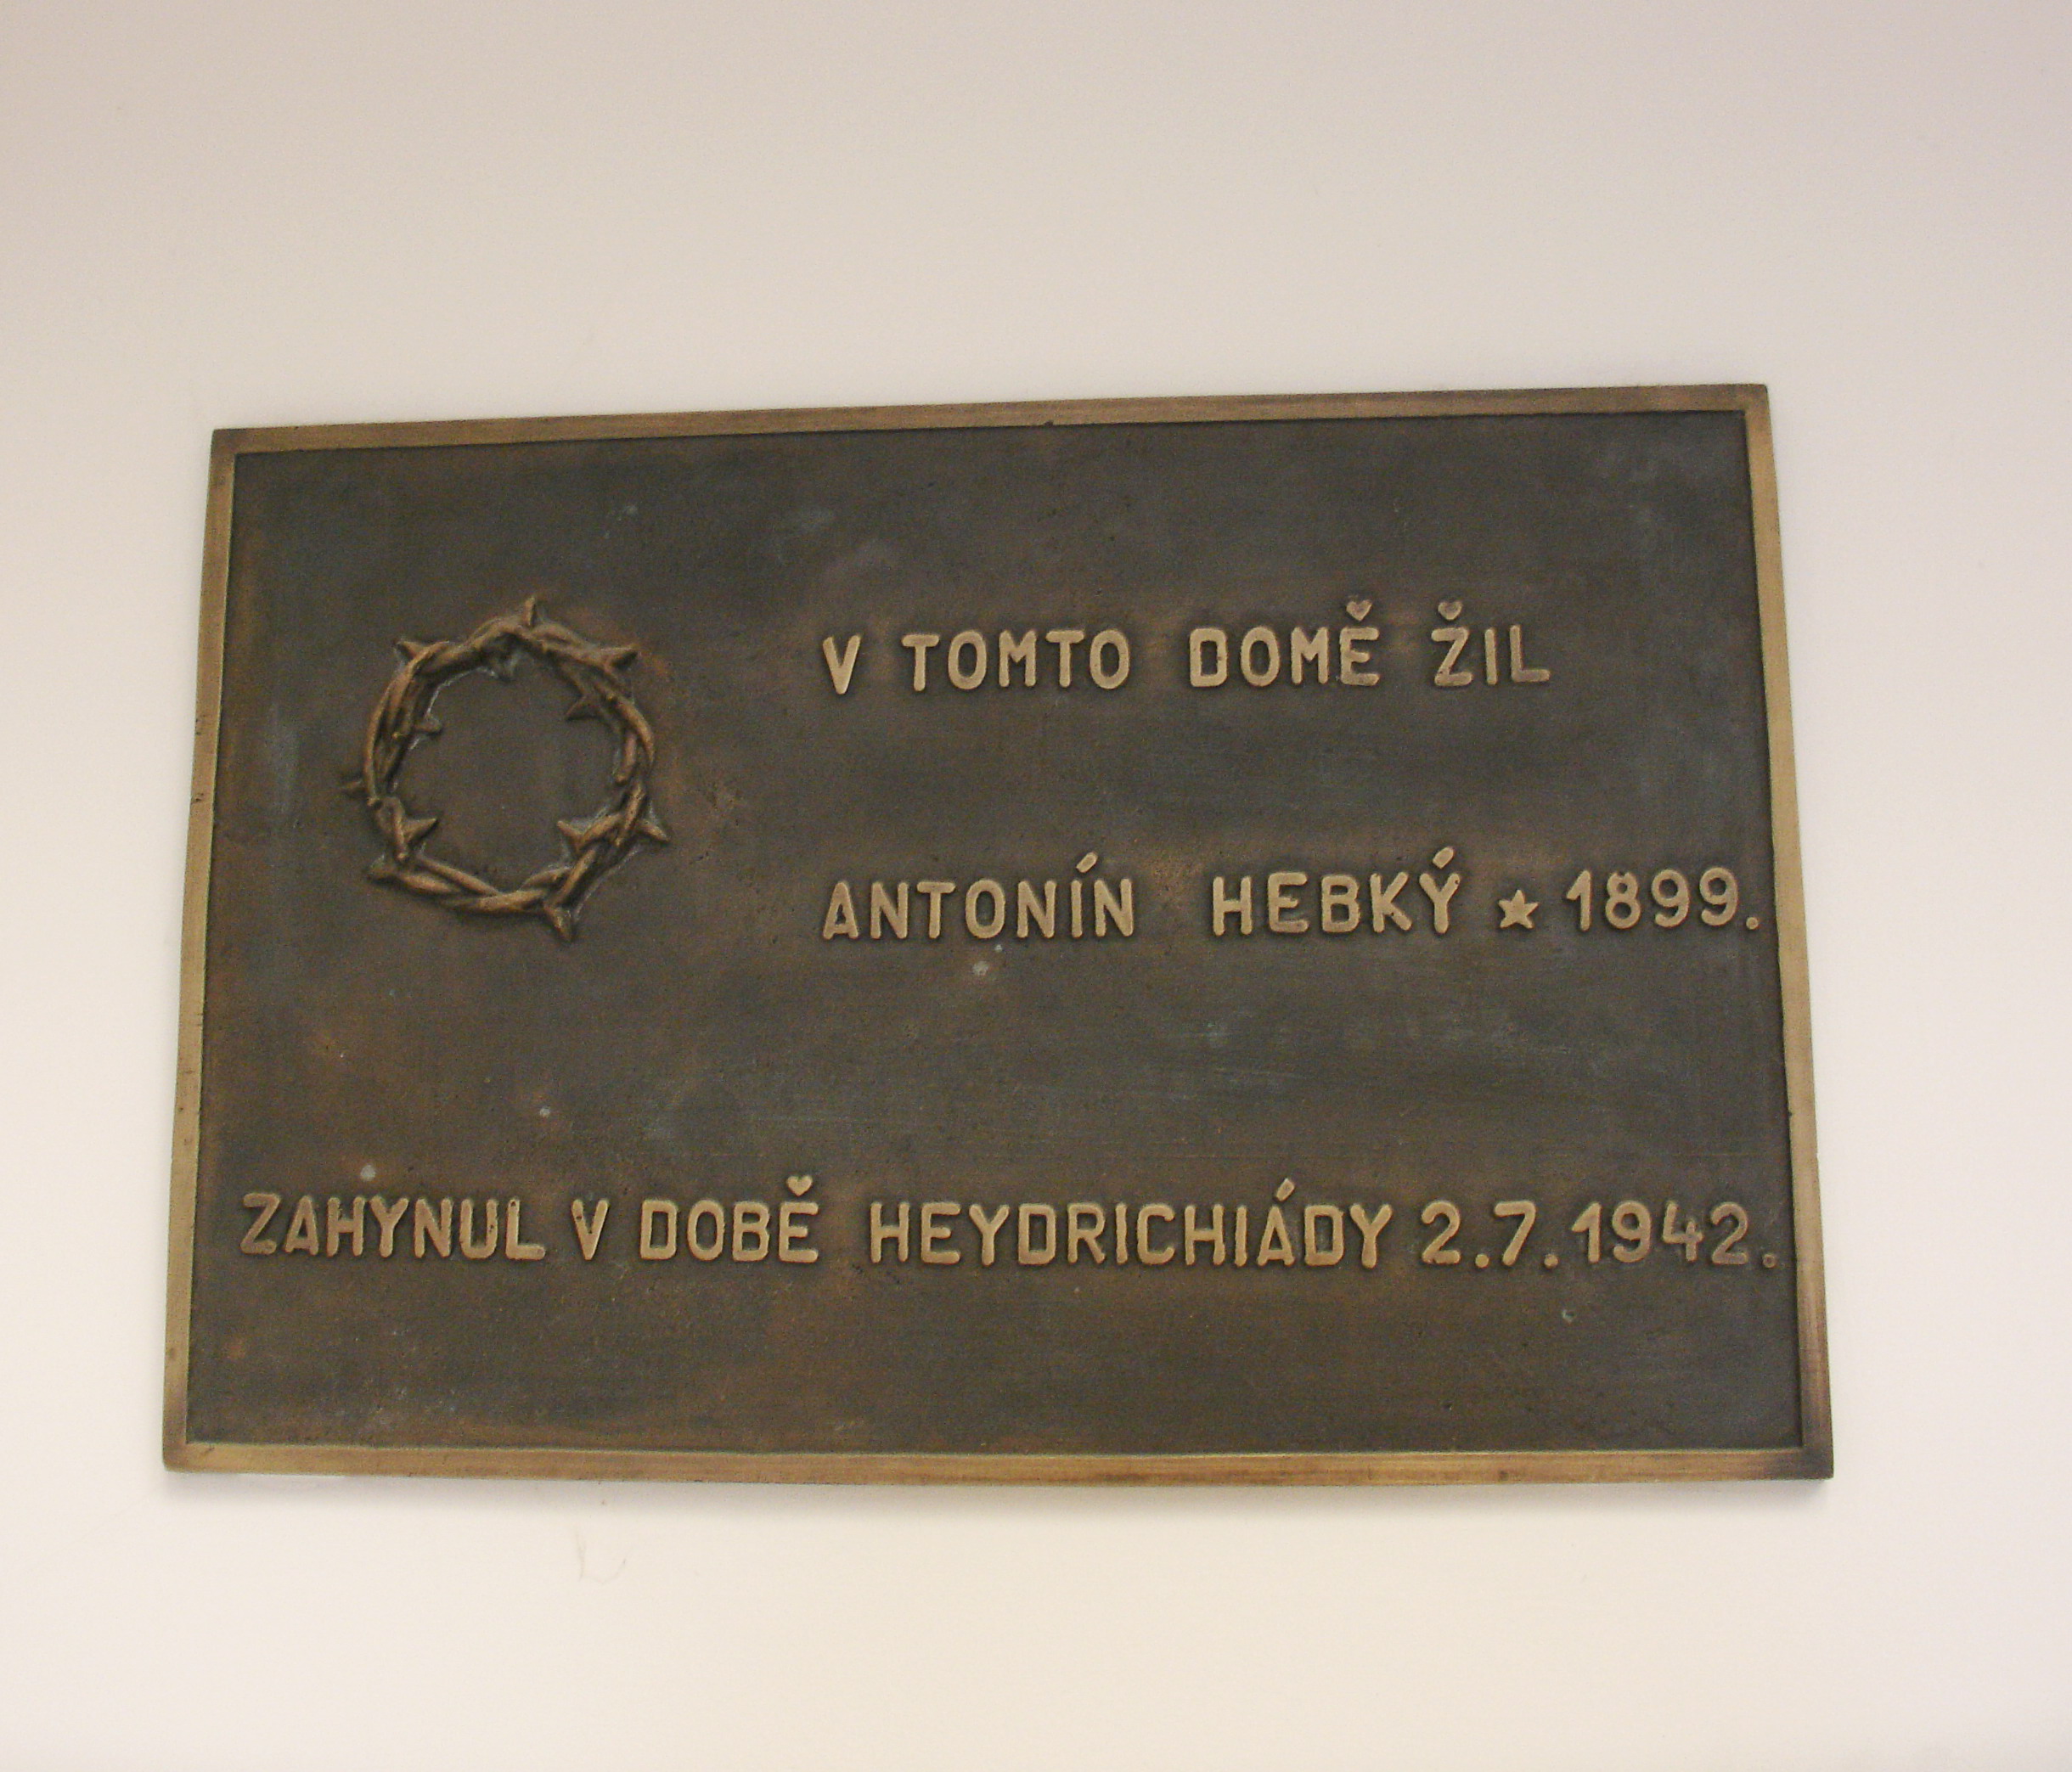 V TOMTO DOMĚ ŽIL
ANTONÍN HEBKÝ ★ 1899.
ZAHYNUL V DOBĚ HEYDRICHIÁDY 2.7.1942.